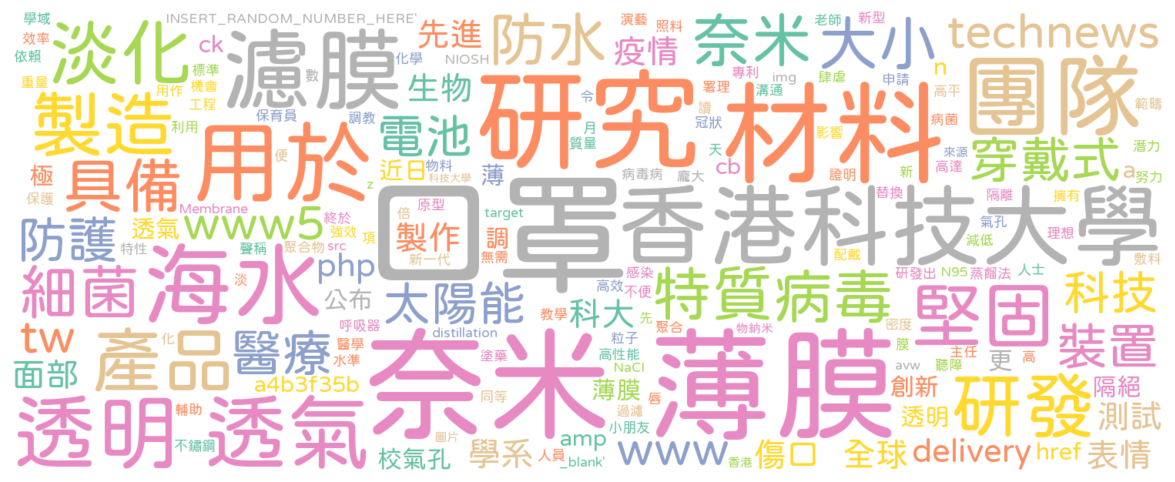 學域
INSERT_RANDOM_NUMBER_HERE'
演藝
照料
老師
新型
technews
效率
依賴
淡化
ck
先進
防水
疫情
奈米
大小
濾膜
標準
數
化學
NIOSH
重量
用作
機會
工程
生物
令
署理
專利
img
肆虐
申請
n
高平
團隊
範疇
溝通
製造
利用
保育員
調教
電池
研究
月
質量
讀
冠狀
材料
影響
病菌
用於
便
天
證明
來源
高達
穿戴式
潛力
新
極
具備
近日
物料
科技大學
薄
病毒病
龐大
cb
a
努力
保護
z
Membrane
倍
原型
口罩
替換
隔離
擁有
防護
透氣
www5
終於
強效
項
target
香港科技大學
氣孔
理想
特性
聲稱
聚合物
src
製作
新一代
調
無需
配戴
減低
敷料
細菌
海水
淡
php
公布
太陽能
高效
感染
不便
特質
病毒
研發出
N95
蒸餾法
人士
科技
教學
科大
先
堅固
tw
化
呼吸器
distillation
粒子
聚合
物納米
密度
產品
醫療
醫學
水準
奈米
薄膜
塗藥
高性能
NaCl
膜
主任
更
高
裝置
面部
a4b3f35b
薄膜
唇
avw
聽障
創新
隔絕
透明
輔助
透氣
同等
過濾
小朋友
透明
研發
測試
不鏽鋼
圖片
校氣孔
學系
人員
amp
_blank'
www
香港
傷口
全球
delivery
href
表情